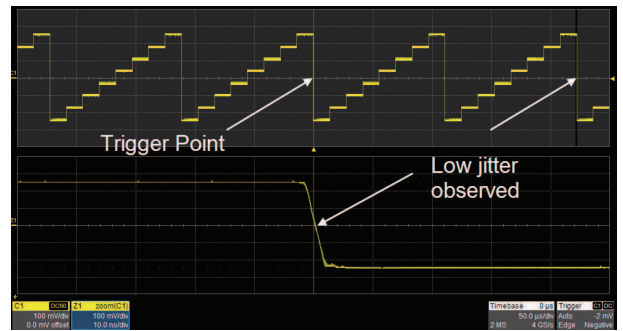 C1
Trigger Point
Low jitter
observed
Z1
C1 DC50 Z1 zoom(C1) Timebase 0 µs Trigger C1 DC
100 mV/div 100 mV/div 50.0 µs/div Auto -2 mV
0.0 mV offset 10.0 ns/div 2 MS 4 GS/s Edge Negative